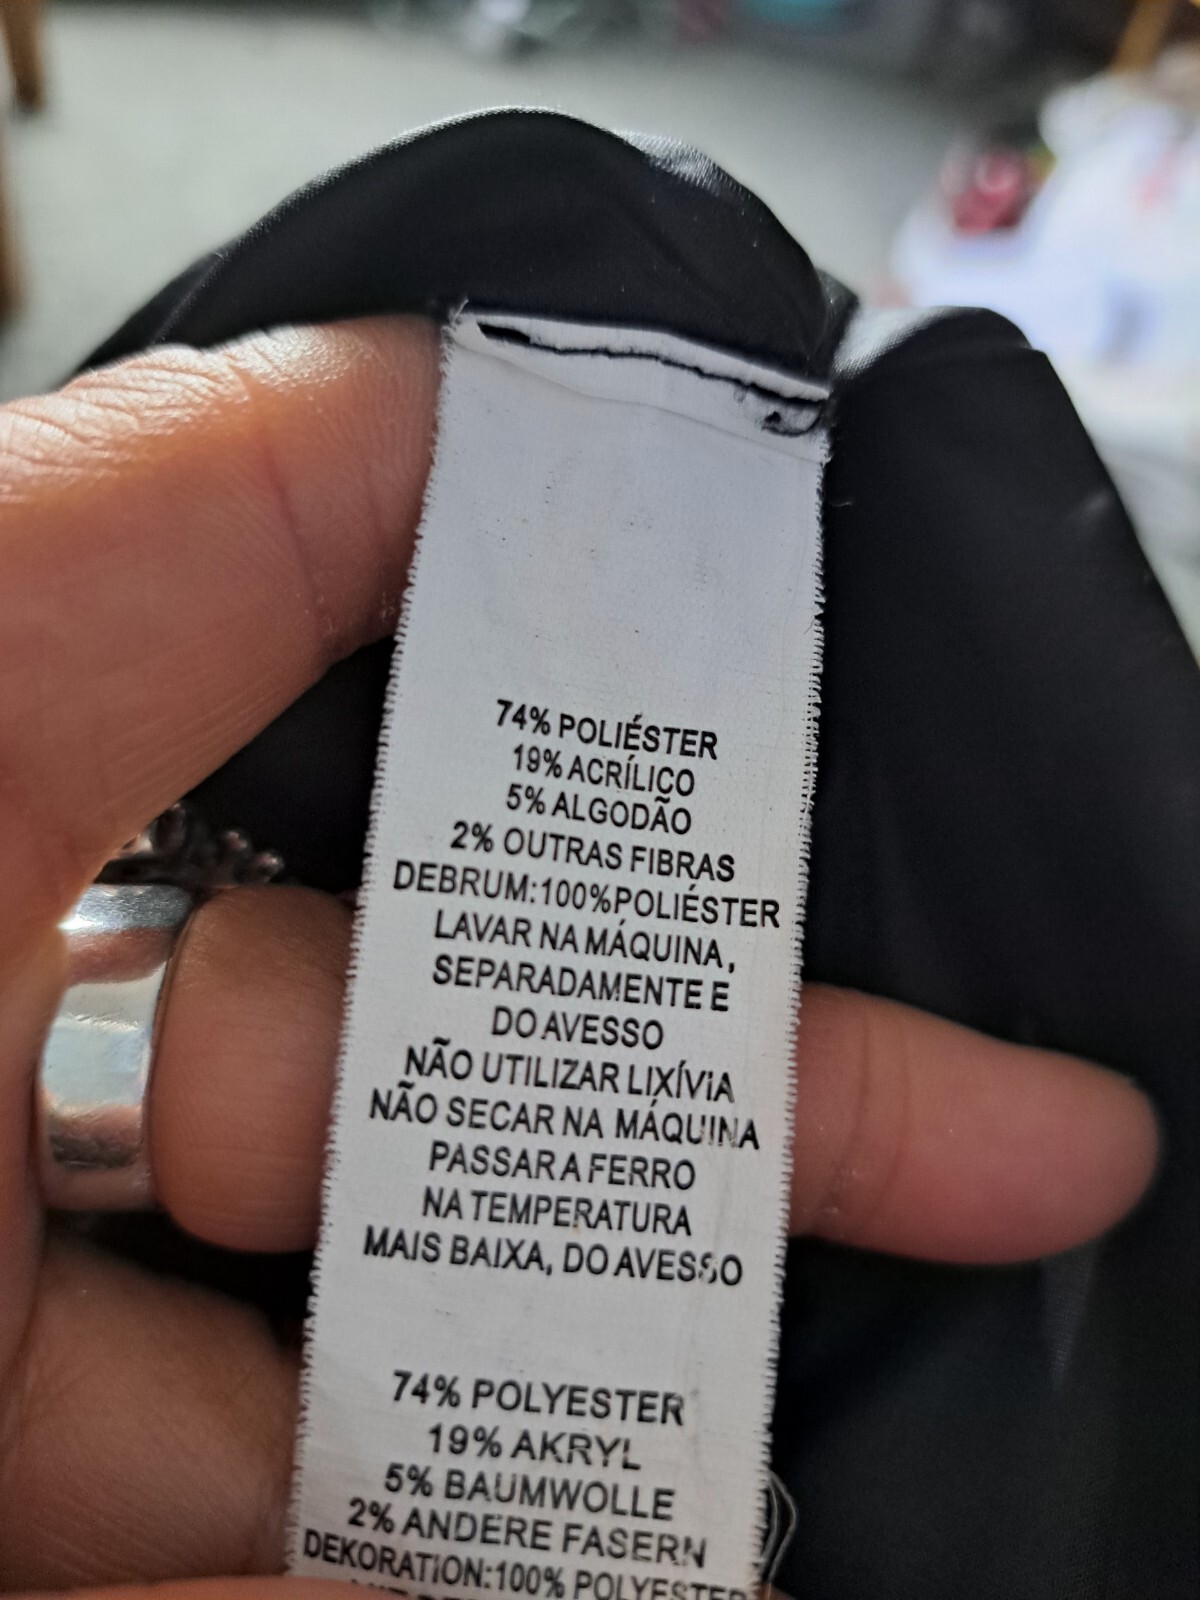 74% POLIÉSTER
19% ACRÍLICO
5% ALGODÃO
2% OUTRAS FIBRAS
DEBRUM:100%POLIÉSTER
LAVAR NA MÁQUINA,
SEPARADAMENTE E
DO AVESSO
NÃO UTILIZAR LIXÍVIA
NÃO SECAR NA MÁQUINA
PASSAR A FERRO
NA TEMPERATURA
MAIS BAIXA, DO AVESSO
74% POLYESTER
19% AKRYL
5% BAUMWOLLE
2% ANDERE FASERN
DEKORATION:100% POLYESTER